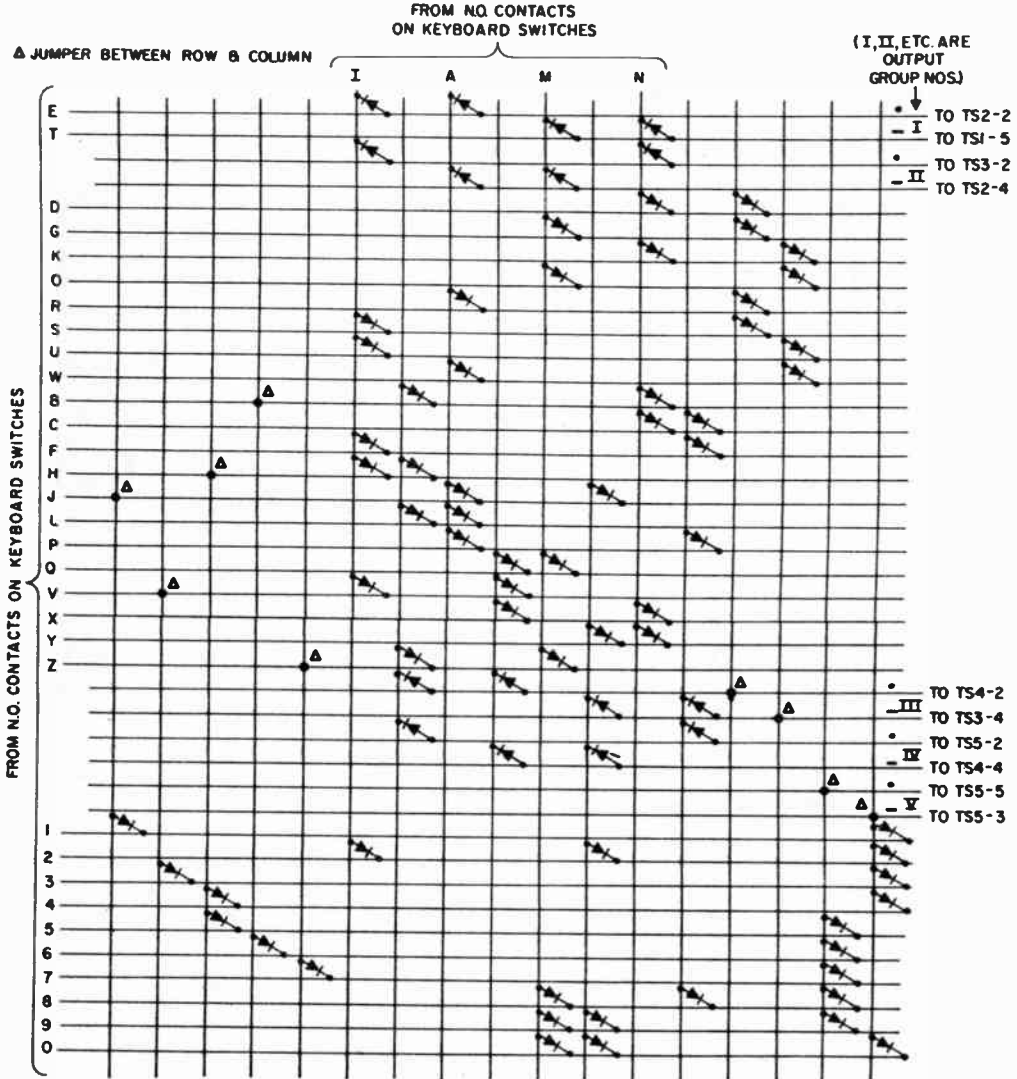 FROM N.O. CONTACTS
ON KEYBOARD SWITCHES
Δ JUMPER BETWEEN ROW & COLUMN
I A M N
(I, II, ETC. ARE
OUTPUT
GROUP NOS.)
E
T
D
G
K
O
R
S
U
W
B
C
F
H
J
L
P
Q
V
X
Y
Z
1
2
3
4
5
6
7
8
9
0
FROM N.O. CONTACTS ON KEYBOARD SWITCHES
• TO TS2-2
I
– TO TS1-5
• TO TS3-2
II
– TO TS2-4
• TO TS4-2
III
– TO TS3-4
• TO TS5-2
IV
– TO TS4-4
• TO TS5-5
V
– TO TS5-3
Δ
Δ
Δ
Δ
Δ
Δ
Δ
Δ
Δ